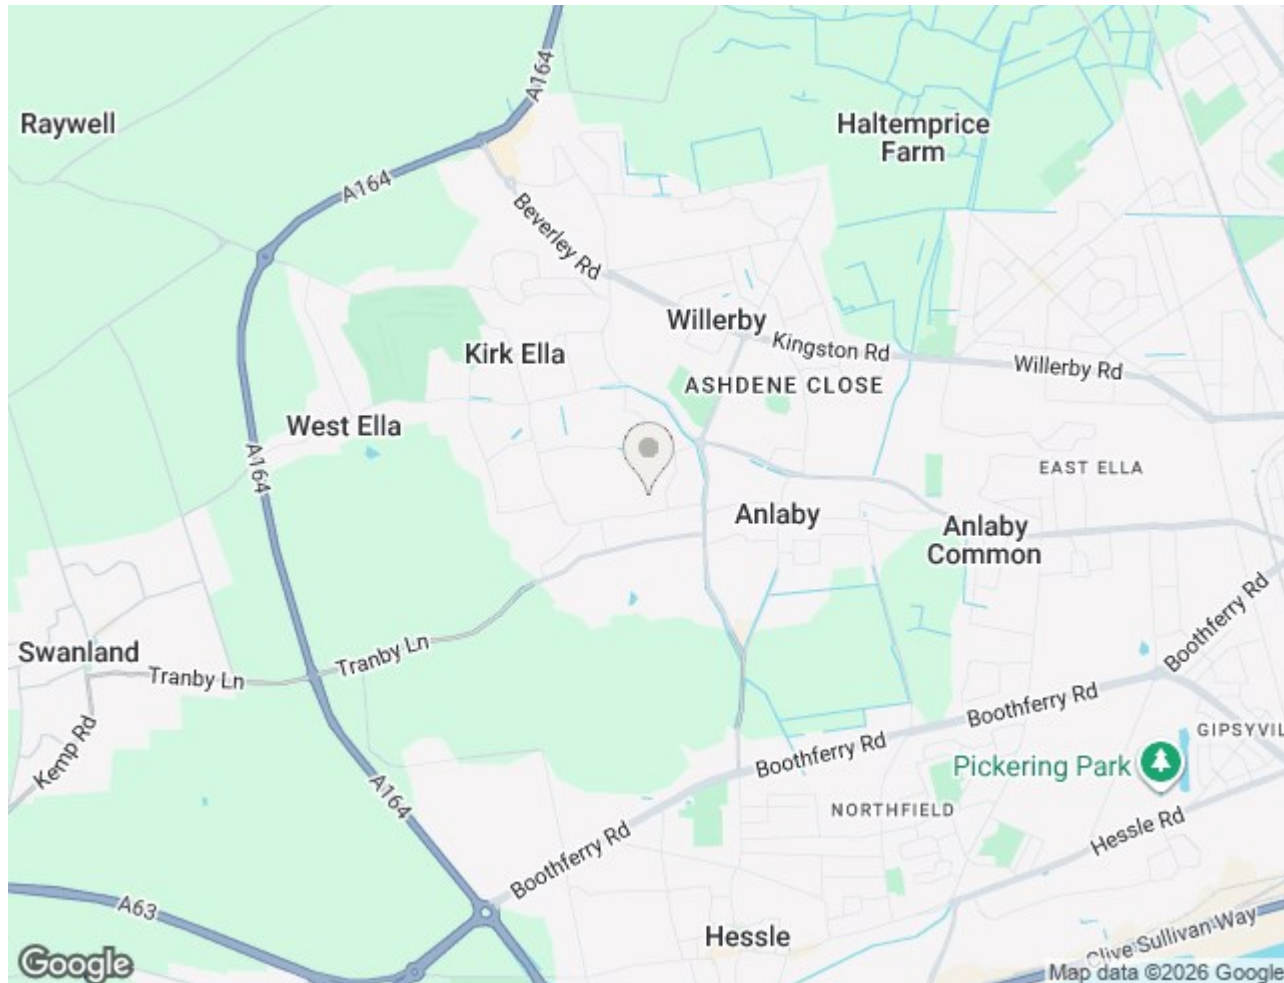 A164
Raywell
Haltemprice
Farm
A164
Beverley Rd
Willerby
Kingston Rd
Kirk Ella
Willerby Rd
ASHDENE CLOSE
West Ella
A164
EAST ELLA
Anlaby
Anlaby
Common
Boothferry Rd
Swanland
Tranby Ln
Tranby Ln
Boothferry Rd
Kemp Rd
GIPSYVIL
Boothferry Rd
Pickering Park
A164
NORTHFIELD
Hessle Rd
Boothferry Rd
A63
Hessle
Clive Sullivan Way
Google
Map data ©2026 Google